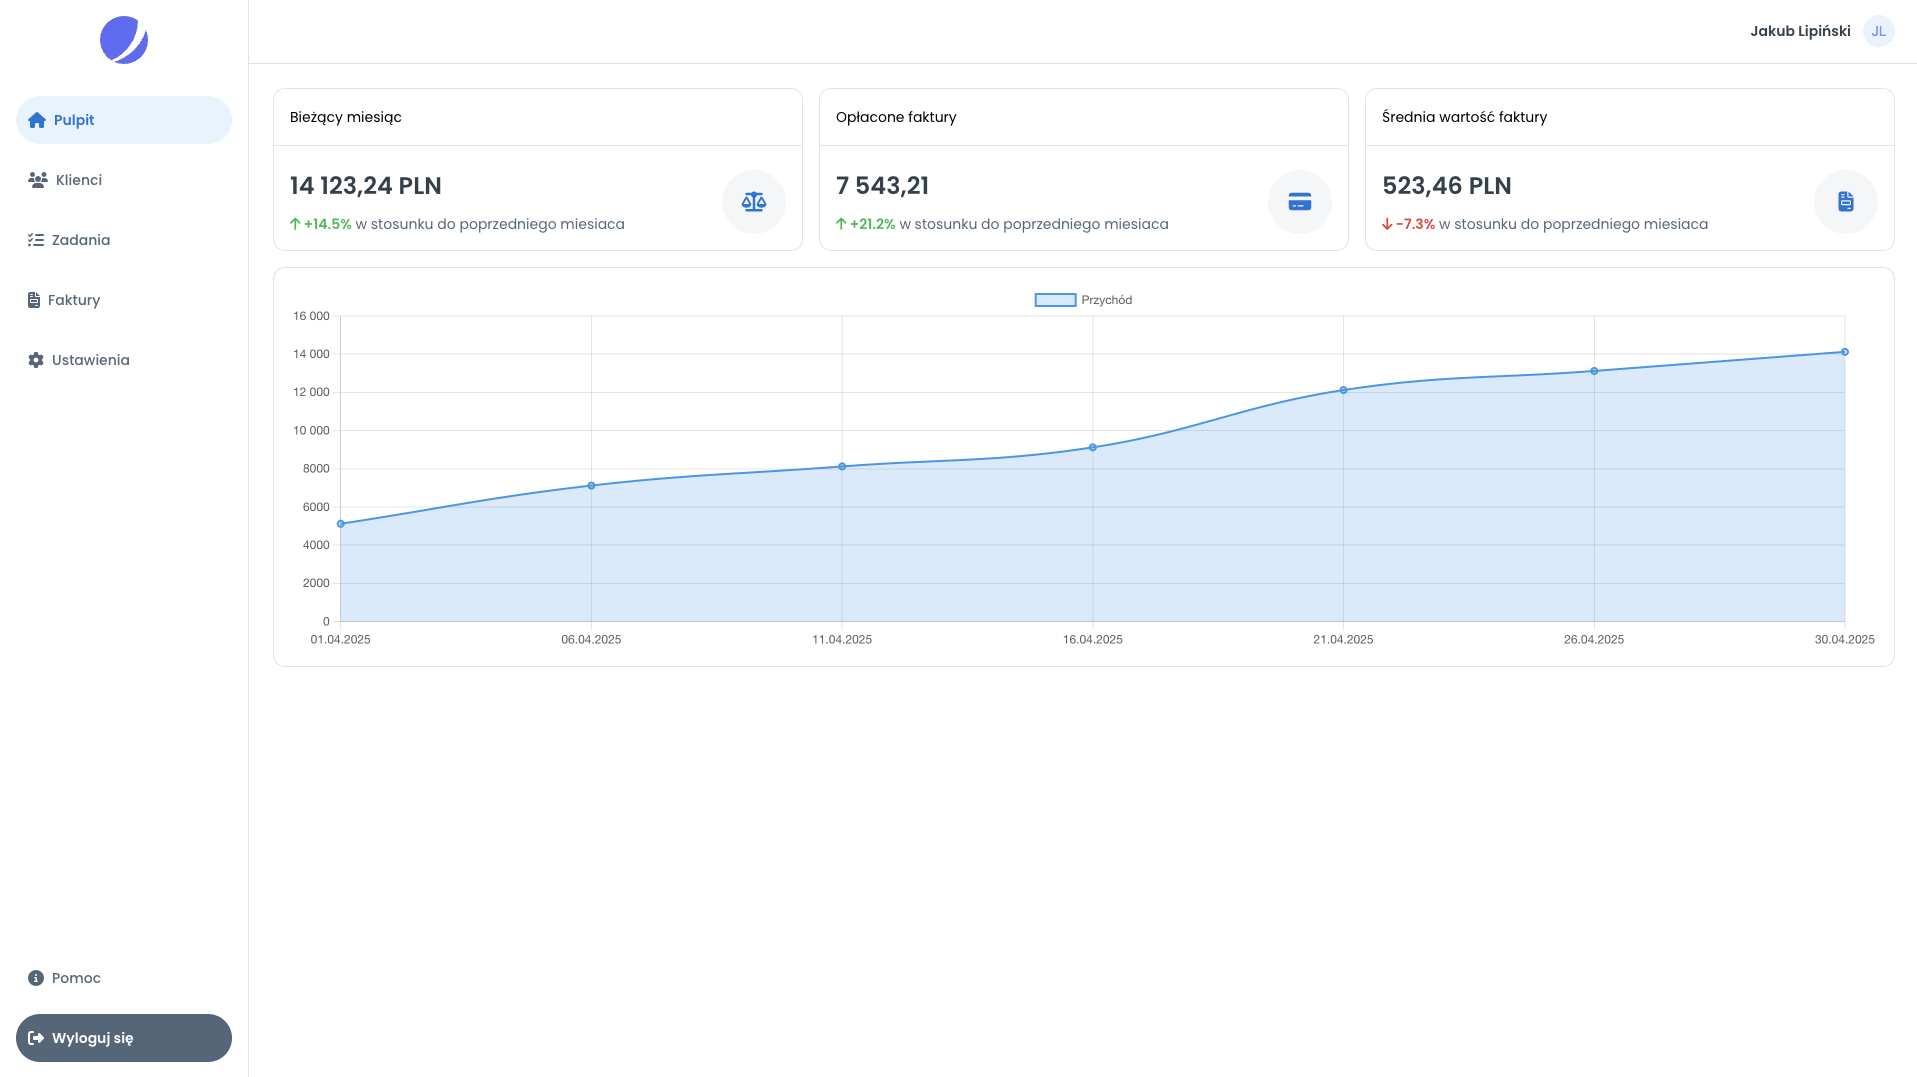 Jakub Lipiński JL
Pulpit
Klienci
Zadania
Faktury
Ustawienia
Pomoc
Wyloguj się
Bieżący miesiąc
14 123,24 PLN
+14.5% w stosunku do poprzedniego miesiaca
Opłacone faktury
7 543,21
+21.2% w stosunku do poprzedniego miesiaca
Średnia wartość faktury
523,46 PLN
-7.3% w stosunku do poprzedniego miesiaca
Przychód
16 000
14 000
12 000
10 000
8000
6000
4000
2000
0
01.04.2025 06.04.2025 11.04.2025 16.04.2025 21.04.2025 26.04.2025 30.04.2025